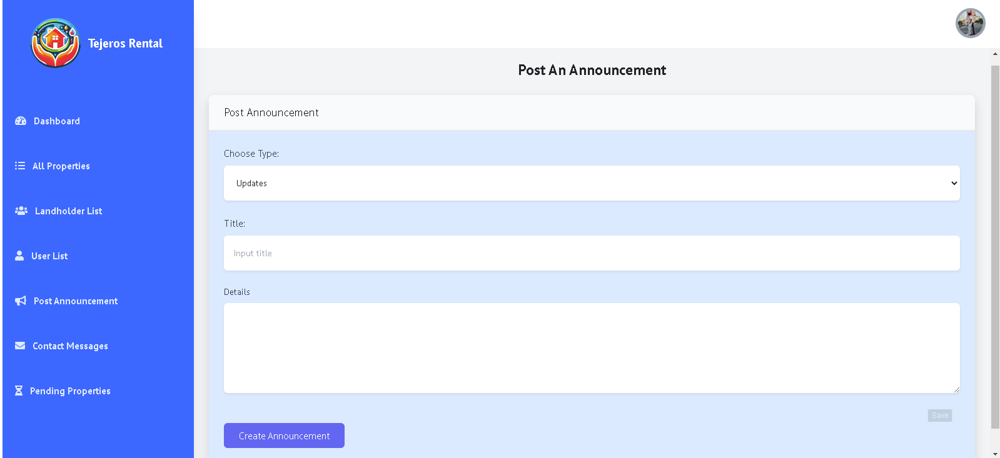 Tejeros Rental
Dashboard
All Properties
Landholder List
User List
Post Announcement
Contact Messages
Pending Properties
Post An Announcement
Post Announcement
Choose Type:
Updates
Title:
Input title
Details
Save
Create Announcement